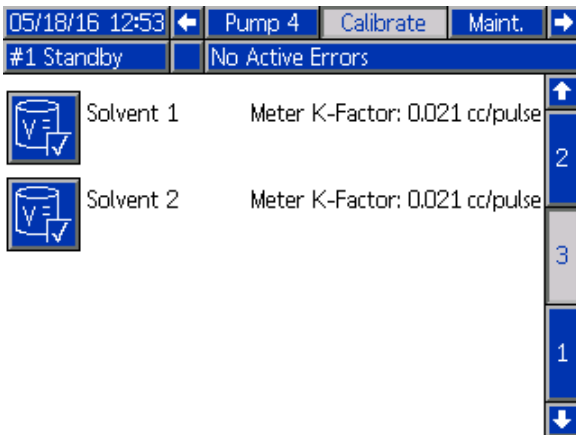 05/18/16 12:53 Pump 4 Calibrate Maint.
#1 Standby No Active Errors
Solvent 1 Meter K-Factor: 0.021 cc/pulse
2
Solvent 2 Meter K-Factor: 0.021 cc/pulse
3
1